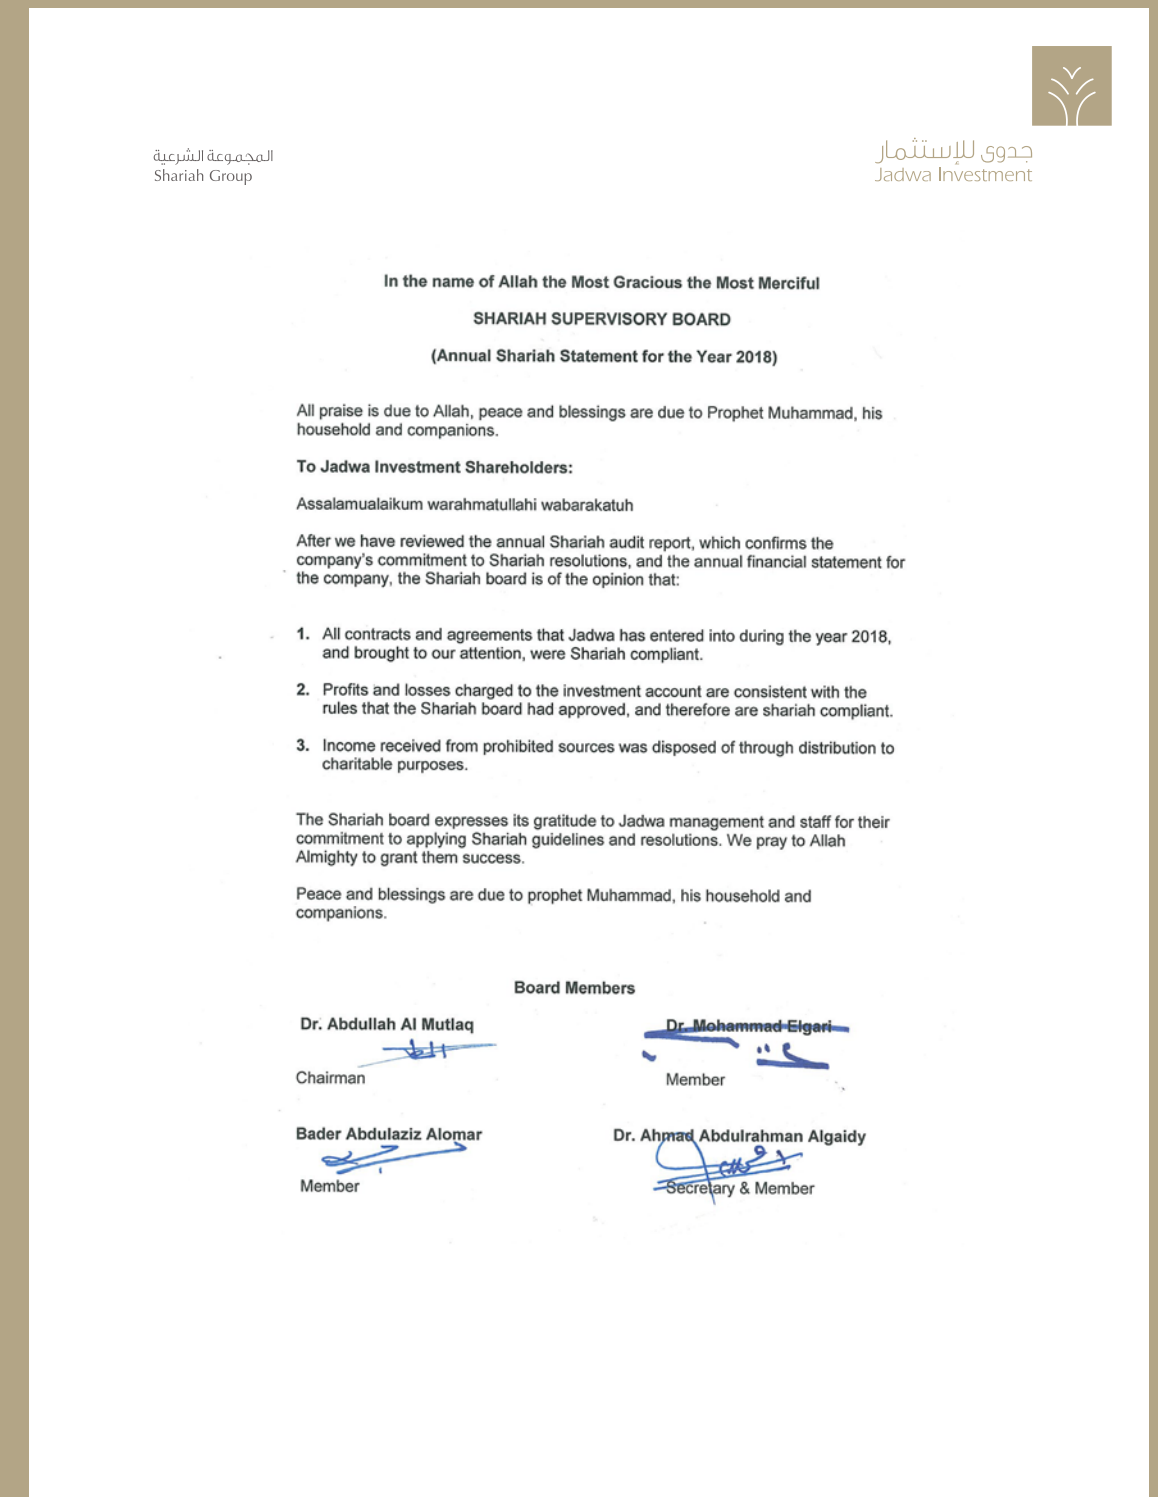 المجموعة الشرعية
Shariah Group
جدوى للإستثمار
Jadwa Investment
In the name of Allah the Most Gracious the Most Merciful
SHARIAH SUPERVISORY BOARD
(Annual Shariah Statement for the Year 2018)
All praise is due to Allah, peace and blessings are due to Prophet Muhammad, his
household and companions.
To Jadwa Investment Shareholders:
Assalamualaikum warahmatullahi wabarakatuh
After we have reviewed the annual Shariah audit report, which confirms the
company's commitment to Shariah resolutions, and the annual financial statement for
the company, the Shariah board is of the opinion that:
1. All contracts and agreements that Jadwa has entered into during the year 2018,
and brought to our attention, were Shariah compliant.
2. Profits and losses charged to the investment account are consistent with the
rules that the Shariah board had approved, and therefore are shariah compliant.
3. Income received from prohibited sources was disposed of through distribution to
charitable purposes.
The Shariah board expresses its gratitude to Jadwa management and staff for their
commitment to applying Shariah guidelines and resolutions. We pray to Allah
Almighty to grant them success.
Peace and blessings are due to prophet Muhammad, his household and
companions.
Board Members
Dr. Abdullah Al Mutlaq
Chairman
Dr. Mohammad Elgari
Member
Bader Abdulaziz Alomar
Member
Dr. Ahmad Abdulrahman Algaidy
Secretary & Member